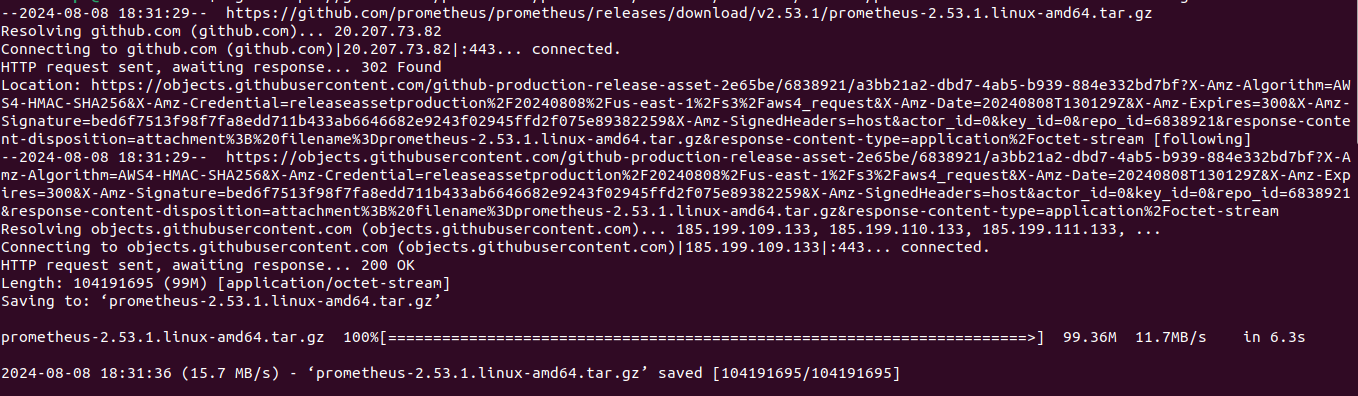 --2024-08-08 18:31:29--  https://github.com/prometheus/prometheus/releases/download/v2.53.1/prometheus-2.53.1.linux-amd64.tar.gz
Resolving github.com (github.com)... 20.207.73.82
Connecting to github.com (github.com)|20.207.73.82|:443... connected.
HTTP request sent, awaiting response... 302 Found
Location: https://objects.githubusercontent.com/github-production-release-asset-2e65be/6838921/a3bb21a2-dbd7-4ab5-b939-884e332bd7bf?X-Amz-Algorithm=AW
S4-HMAC-SHA256&X-Amz-Credential=releaseassetproduction%2F20240808%2Fus-east-1%2Fs3%2Faws4_request&X-Amz-Date=20240808T130129Z&X-Amz-Expires=300&X-Amz-
Signature=bed6f7513f98f7fa8edd711b433ab6646682e9243f02945ffd2f075e89382259&X-Amz-SignedHeaders=host&actor_id=0&key_id=0&repo_id=6838921&response-conte
nt-disposition=attachment%3B%20filename%3Dprometheus-2.53.1.linux-amd64.tar.gz&response-content-type=application%2Foctet-stream [following]
--2024-08-08 18:31:29--  https://objects.githubusercontent.com/github-production-release-asset-2e65be/6838921/a3bb21a2-dbd7-4ab5-b939-884e332bd7bf?X-A
mz-Algorithm=AWS4-HMAC-SHA256&X-Amz-Credential=releaseassetproduction%2F20240808%2Fus-east-1%2Fs3%2Faws4_request&X-Amz-Date=20240808T130129Z&X-Amz-Exp
ires=300&X-Amz-Signature=bed6f7513f98f7fa8edd711b433ab6646682e9243f02945ffd2f075e89382259&X-Amz-SignedHeaders=host&actor_id=0&key_id=0&repo_id=6838921
&response-content-disposition=attachment%3B%20filename%3Dprometheus-2.53.1.linux-amd64.tar.gz&response-content-type=application%2Foctet-stream
Resolving objects.githubusercontent.com (objects.githubusercontent.com)... 185.199.109.133, 185.199.110.133, 185.199.111.133, ...
Connecting to objects.githubusercontent.com (objects.githubusercontent.com)|185.199.109.133|:443... connected.
HTTP request sent, awaiting response... 200 OK
Length: 104191695 (99M) [application/octet-stream]
Saving to: ‘prometheus-2.53.1.linux-amd64.tar.gz’
prometheus-2.53.1.linux-amd64.tar.gz  100%[=======================================================================>]  99.36M  11.7MB/s    in 6.3s
2024-08-08 18:31:36 (15.7 MB/s) - ‘prometheus-2.53.1.linux-amd64.tar.gz’ saved [104191695/104191695]